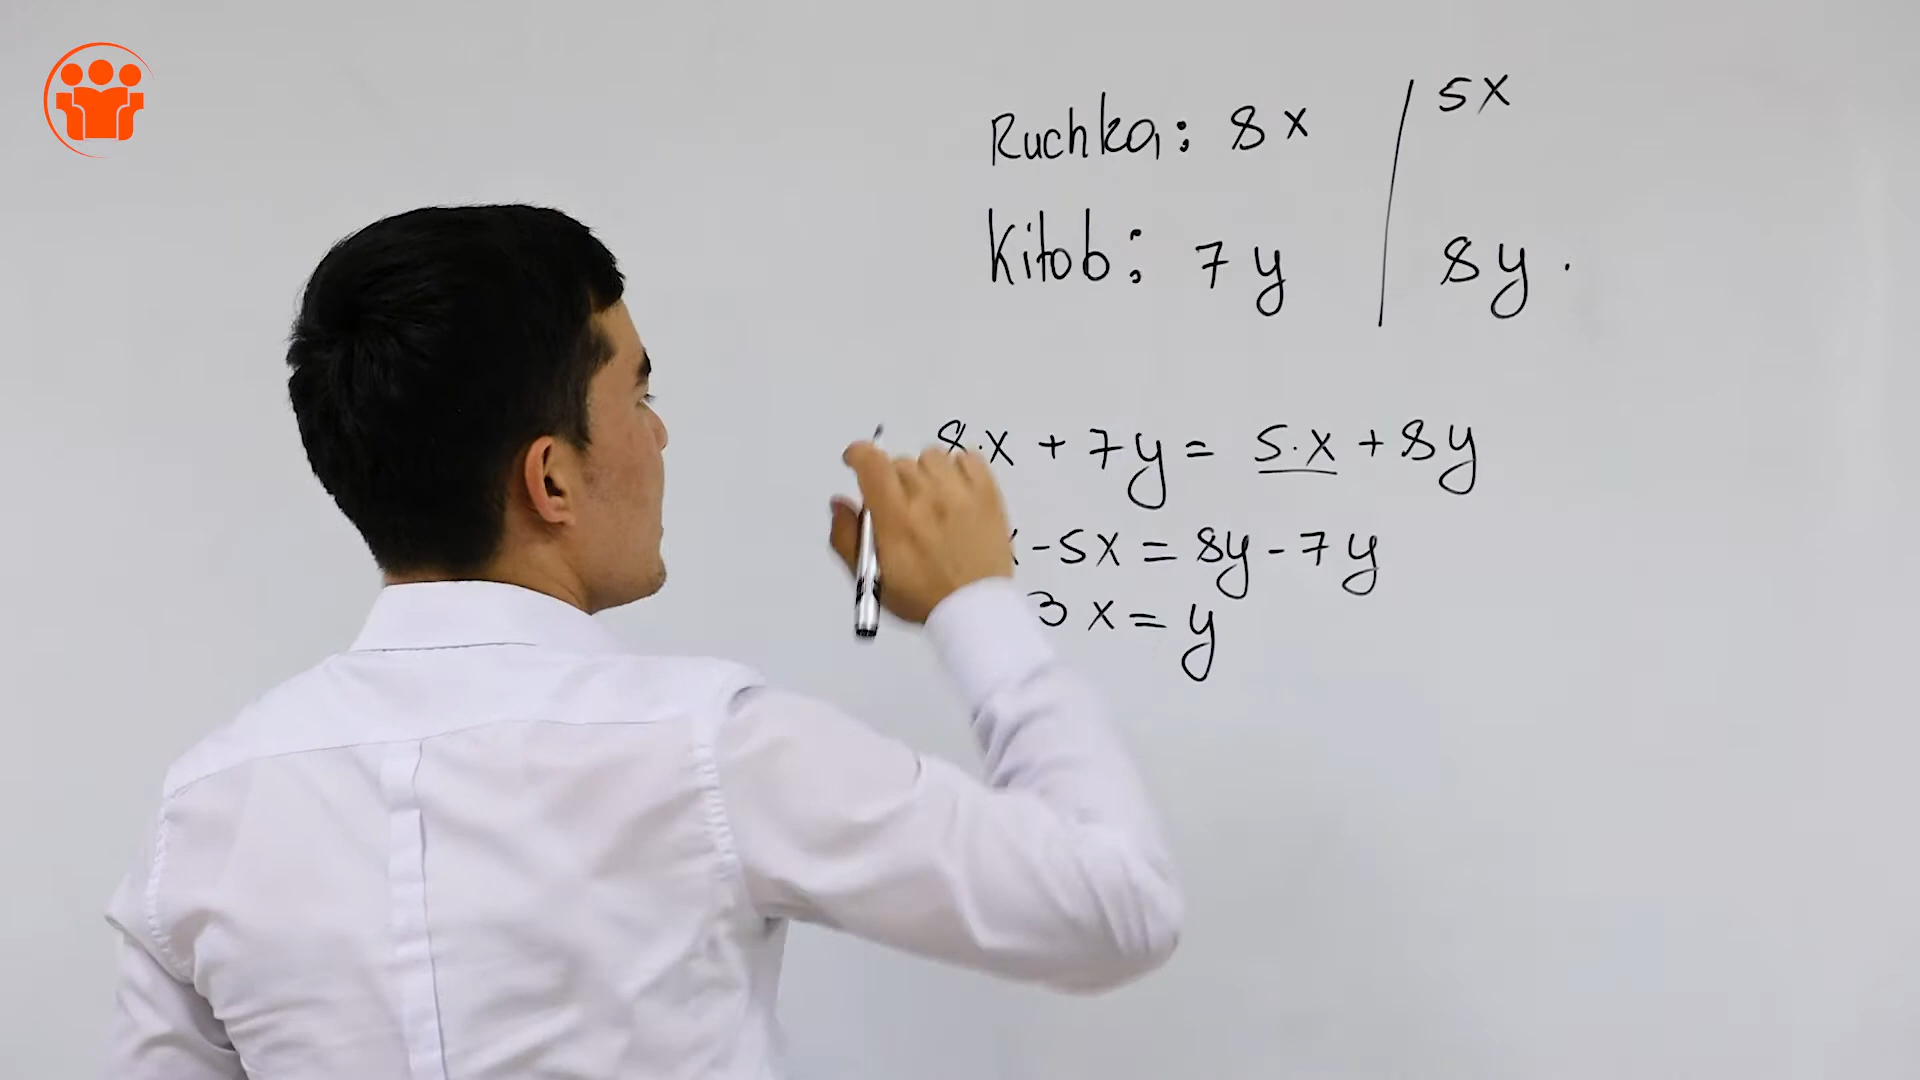 Ruchka: 8x | 5x
Kitob: 7y | 8y.
8·x + 7y = 5·x + 8y
x - 5x = 8y - 7y
3x = y